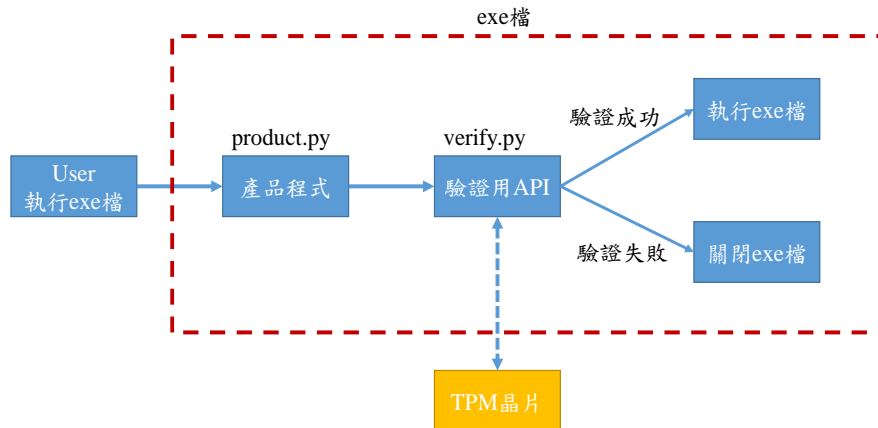 exe檔
product.py
verify.py
User
執行exe檔
產品程式
驗證用API
驗證成功
執行exe檔
驗證失敗
關閉exe檔
TPM晶片